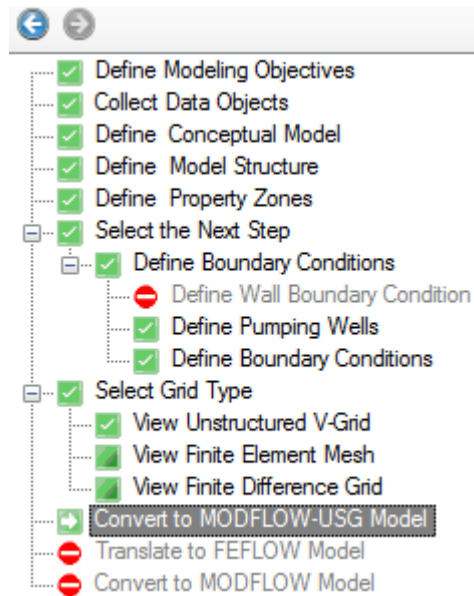 Define Modeling Objectives
Collect Data Objects
Define Conceptual Model
Define Model Structure
Define Property Zones
Select the Next Step
Define Boundary Conditions
Define Wall Boundary Condition
Define Pumping Wells
Define Boundary Conditions
Select Grid Type
View Unstructured V-Grid
View Finite Element Mesh
View Finite Difference Grid
Convert to MODFLOW-USG Model
Translate to FEFLOW Model
Convert to MODFLOW Model